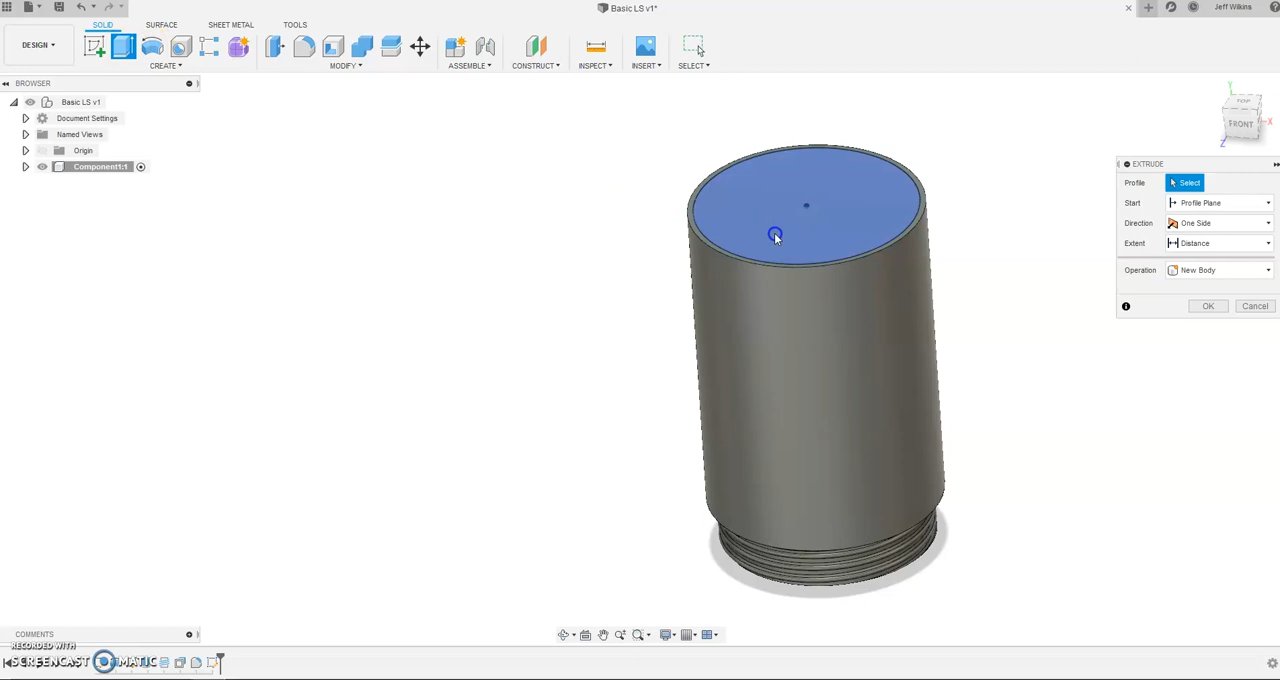 Basic LS v1*
Jeff Wilkins
SOLID SURFACE SHEET METAL TOOLS
DESIGN
CREATE MODIFY ASSEMBLE CONSTRUCT INSPECT INSERT SELECT
BROWSER
Basic LS v1
Document Settings
Named Views
Origin
Component1:1
TOP
FRONT
Y
X
Z
EXTRUDE
Profile Select
Start Profile Plane
Direction One Side
Extent Distance
Operation New Body
OK Cancel
COMMENTS
RECORDED WITH
SCREENCAST MATIC